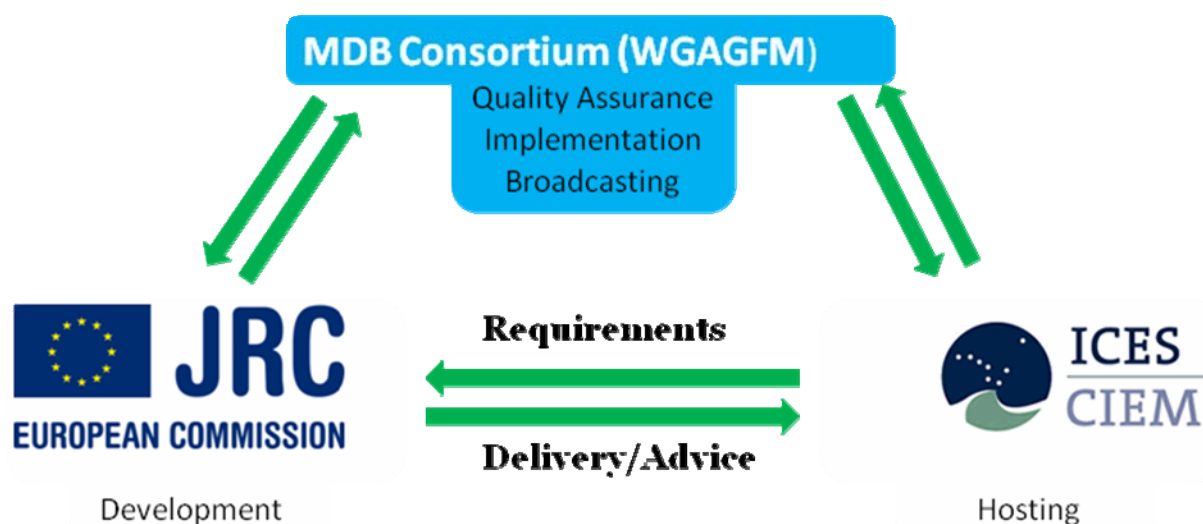 MDB Consortium (WGAGFM)
Quality Assurance
Implementation
Broadcasting
JRC
EUROPEAN COMMISSION
Requirements
Delivery/Advice
ICES
CIEM
Development
Hosting